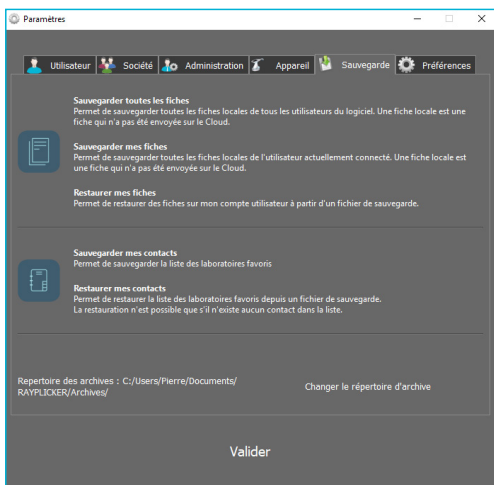 Paramètres
Utilisateur Société Administration Appareil Sauvegarde Préférences
Sauvegarder toutes les fiches
Permet de sauvegarder toutes les fiches locales de tous les utilisateurs du logiciel. Une fiche locale est une
fiche qui n'a pas été envoyée sur le Cloud.
Sauvegarder mes fiches
Permet de sauvegarder toutes les fiches locales de l'utilisateur actuellement connecté. Une fiche locale est
une fiche qui n'a pas été envoyée sur le Cloud.
Restaurer mes fiches
Permet de restaurer des fiches sur mon compte utilisateur à partir d'un fichier de sauvegarde.
Sauvegarder mes contacts
Permet de sauvegarder la liste des laboratoires favoris
Restaurer mes contacts
Permet de restaurer la liste des laboratoires favoris depuis un fichier de sauvegarde.
La restauration n'est possible que s'il n'existe aucun contact dans la liste.
Repertoire des archives : C:/Users/Pierre/Documents/
RAYPLICKER/Archives/
Changer le répertoire d'archive
Valider